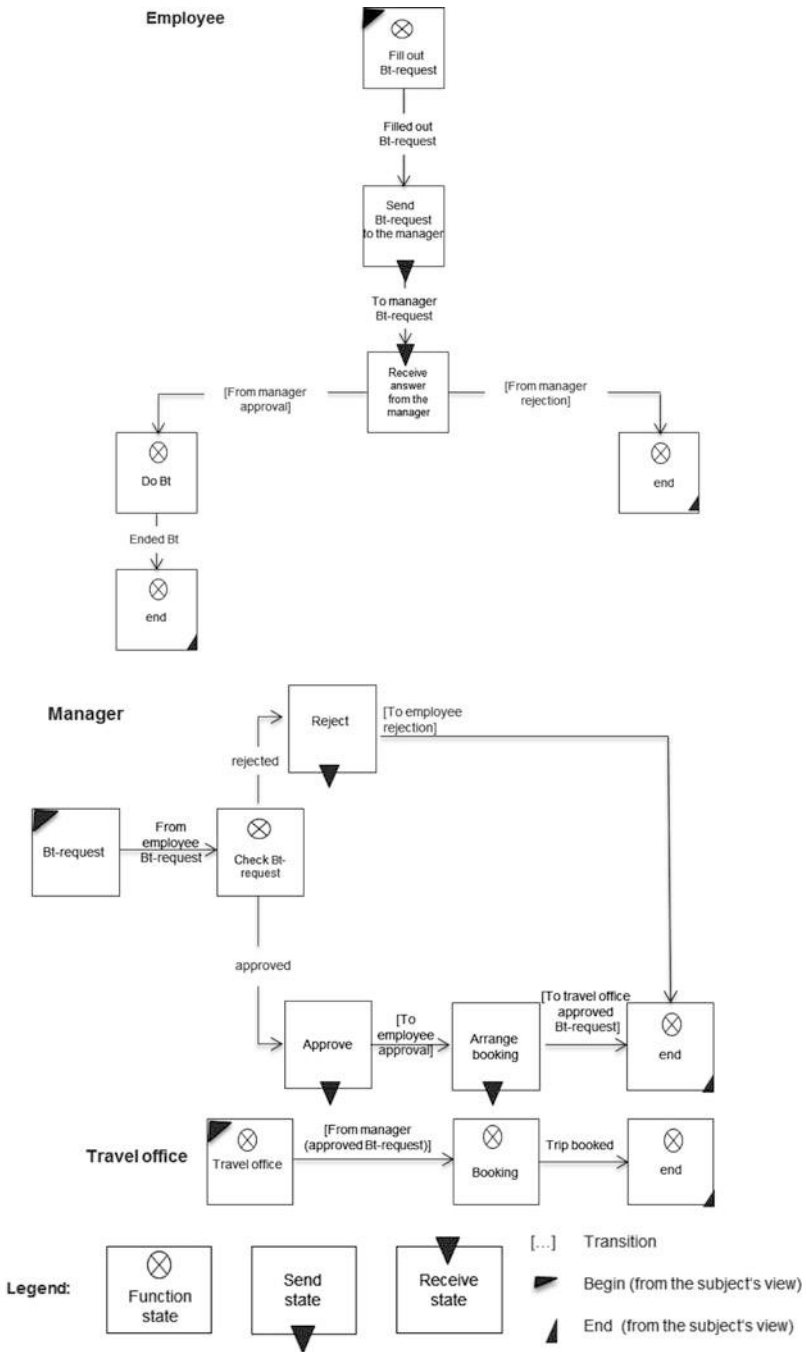 Employee
Fill out
Bt-request
Filled out
Bt-request
Send
Bt-request
to the manager
To manager
Bt-request
Receive
answer
from the
manager
[From manager
approval]
[From manager
rejection]
Do Bt
end
Ended Bt
end
Manager
Reject
[To employee
rejection]
rejected
Bt-request
From
employee
Bt-request
Check Bt-
request
approved
Approve
[To
employee
approval]
Arrange
booking
[To travel office
approved
Bt-request]
end
Travel office
Travel office
[From manager
(approved Bt-request)]
Booking
Trip booked
end
Legend:
Function
state
Send
state
Receive
state
[...] Transition
Begin (from the subject's view)
End (from the subject's view)